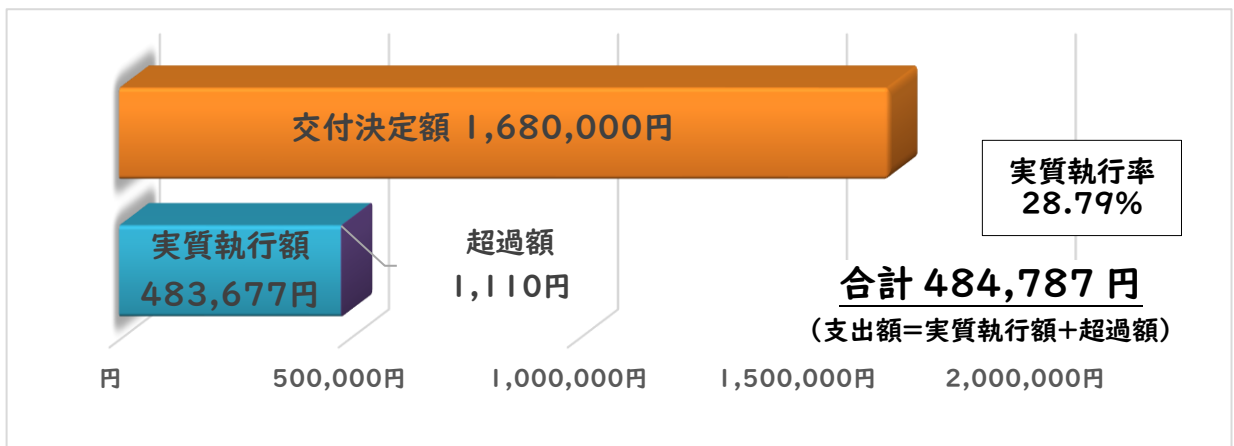 交付決定額 1,680,000円
実質執行率
28.79%
実質執行額
483,677円
超過額
1,110円
合計 484,787 円
(支出額=実質執行額+超過額)
円 500,000円 1,000,000円 1,500,000円 2,000,000円